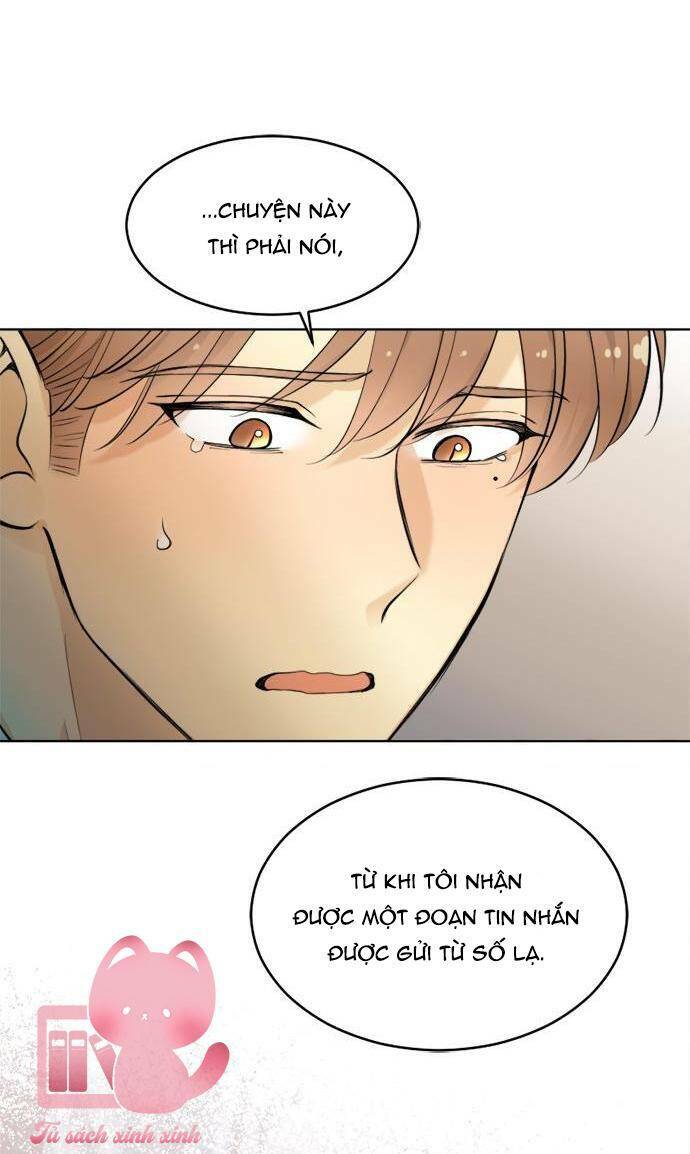 ...CHUYỆN NÀY
THÌ PHẢI NÓI,
TỪ KHI TÔI NHẬN
ĐƯỢC MỘT ĐOẠN TIN NHẮN
ĐƯỢC GỬI TỪ SỐ LẠ.
Tủ sách xinh xinh